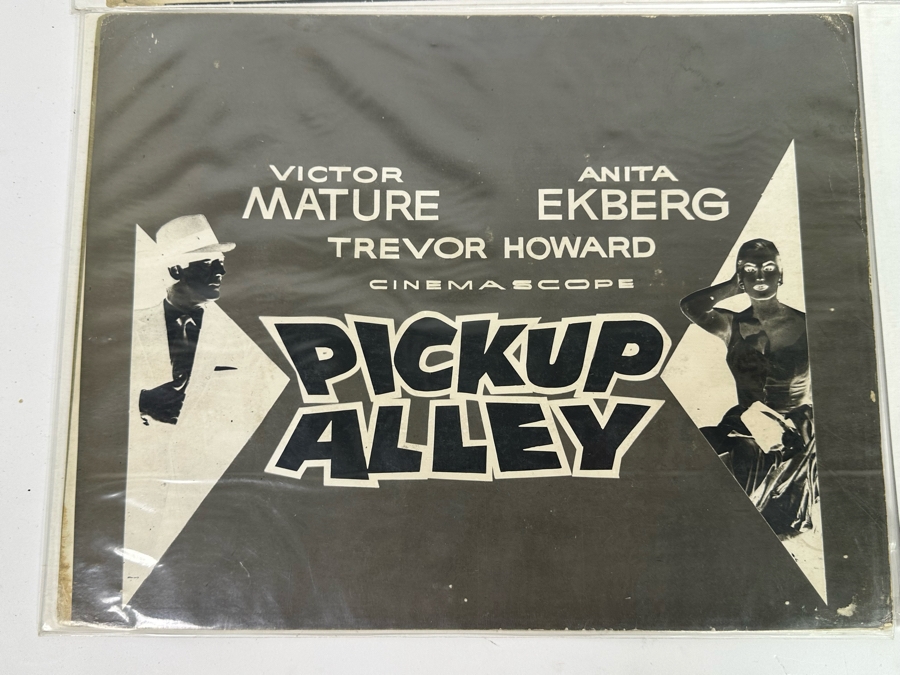 VICTOR
MATURE
ANITA
EKBERG
TREVOR HOWARD
CINEMASCOPE
PICKUP
ALLEY